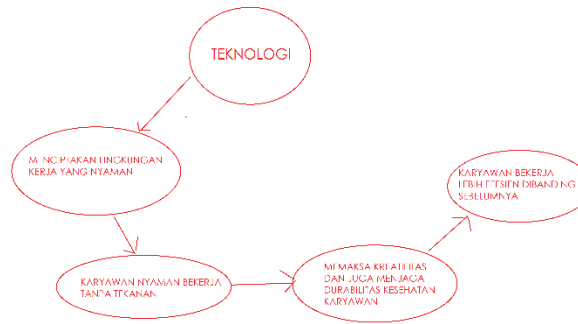 TEKNOLOGI
MENCIPTAKAN LINGKUNGAN
KERJA YANG NYAMAN
KARYAWAN NYAMAN BEKERJA
TANPA TEKANAN
MEMAKSA KREATIFITAS
DAN JUGA MENJAGA
DURABILITAS KESEHATAN
KARYAWAN
KARYAWAN BEKERJA
LEBIH EFESIEN DIBANDING
SEBELUMNYA